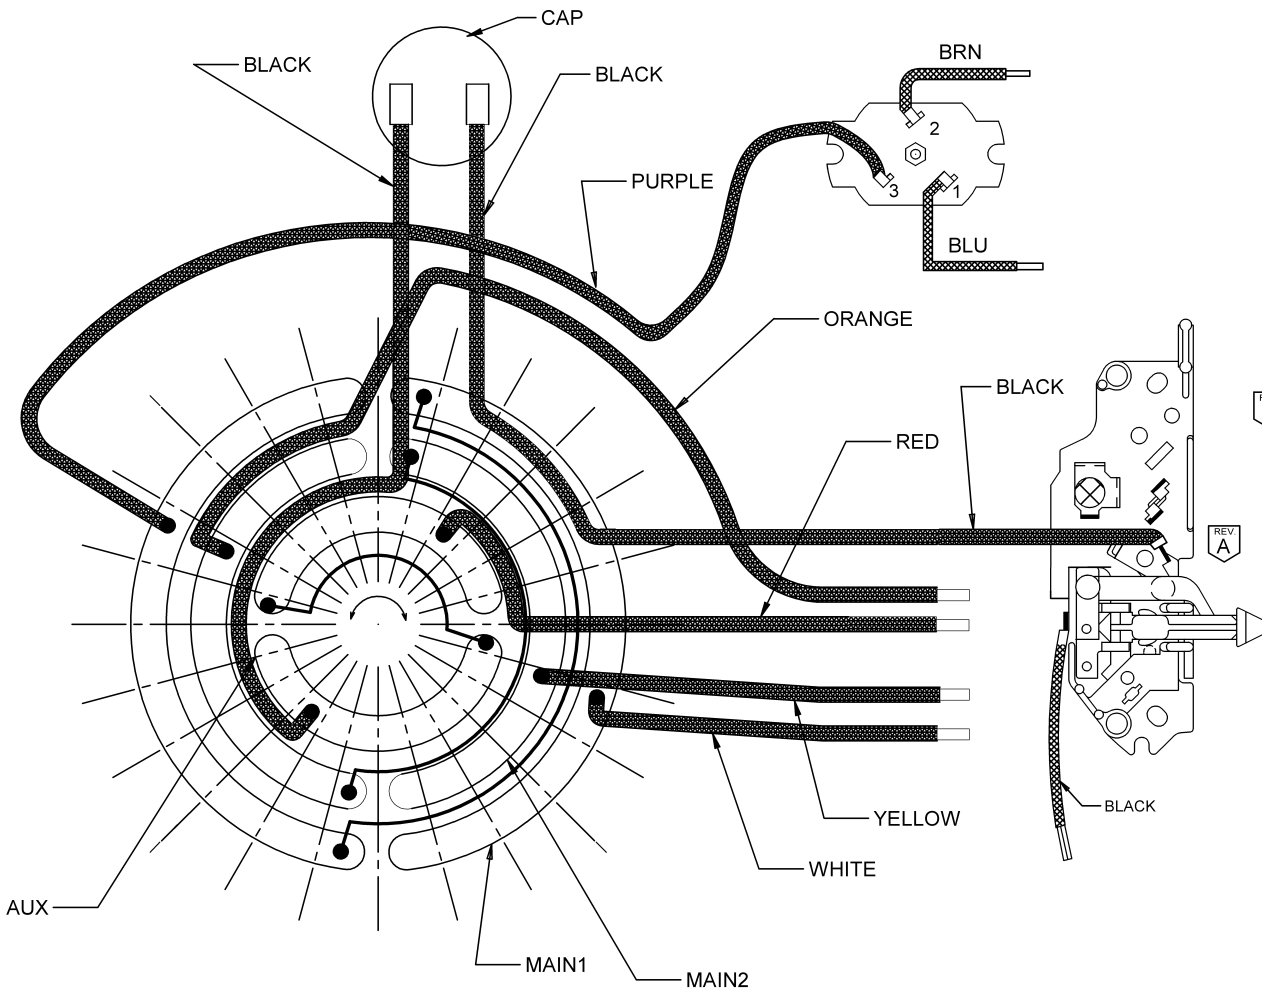 CAP
BLACK
BLACK
BRN
2
PURPLE
3
1
BLU
ORANGE
BLACK
RED
REV.
A
YELLOW
BLACK
WHITE
AUX
MAIN1
MAIN2